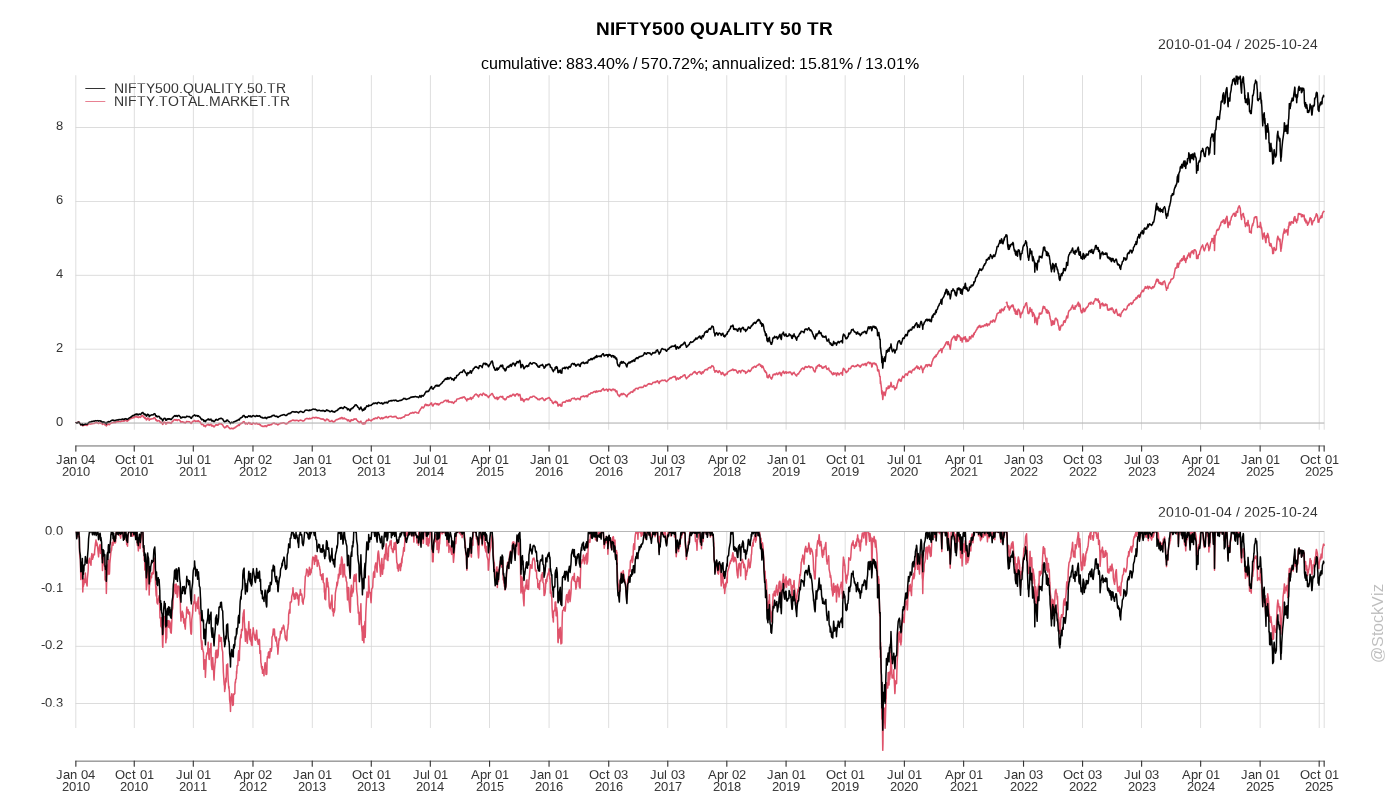 NIFTY500 QUALITY 50 TR
2010-01-04 / 2025-10-24
cumulative: 883.40% / 570.72%; annualized: 15.81% / 13.01%
NIFTY500.QUALITY.50.TR
NIFTY.TOTAL.MARKET.TR
8
6
4
2
0
Jan 04 Oct 01 Jul 01 Apr 02 Jan 01 Oct 01 Jul 01 Apr 01 Jan 01 Oct 03 Jul 03 Apr 02 Jan 01 Oct 01 Jul 01 Apr 01 Jan 03 Oct 03 Jul 03 Apr 01 Jan 01 Oct 01
2010 2010 2011 2012 2013 2013 2014 2015 2016 2016 2017 2018 2019 2019 2020 2021 2022 2022 2023 2024 2025 2025
2010-01-04 / 2025-10-24
0.0
-0.1
-0.2
-0.3
Jan 04 Oct 01 Jul 01 Apr 02 Jan 01 Oct 01 Jul 01 Apr 01 Jan 01 Oct 03 Jul 03 Apr 02 Jan 01 Oct 01 Jul 01 Apr 01 Jan 03 Oct 03 Jul 03 Apr 01 Jan 01 Oct 01
2010 2010 2011 2012 2013 2013 2014 2015 2016 2016 2017 2018 2019 2019 2020 2021 2022 2022 2023 2024 2025 2025
@StockViz